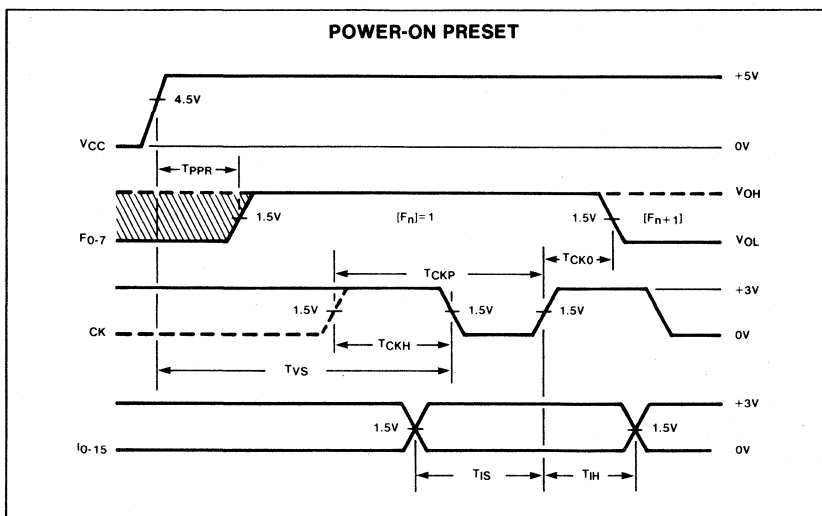 POWER-ON PRESET
+5V
4.5V
VCC
0V
TPPR
VOH
1.5V
[Fn]=1
1.5V
[Fn+1]
F0-7
VOL
TCKO
TCKP
+3V
1.5V
1.5V
1.5V
CK
0V
TCKH
TVS
+3V
1.5V
1.5V
I0-15
0V
TIS
TIH